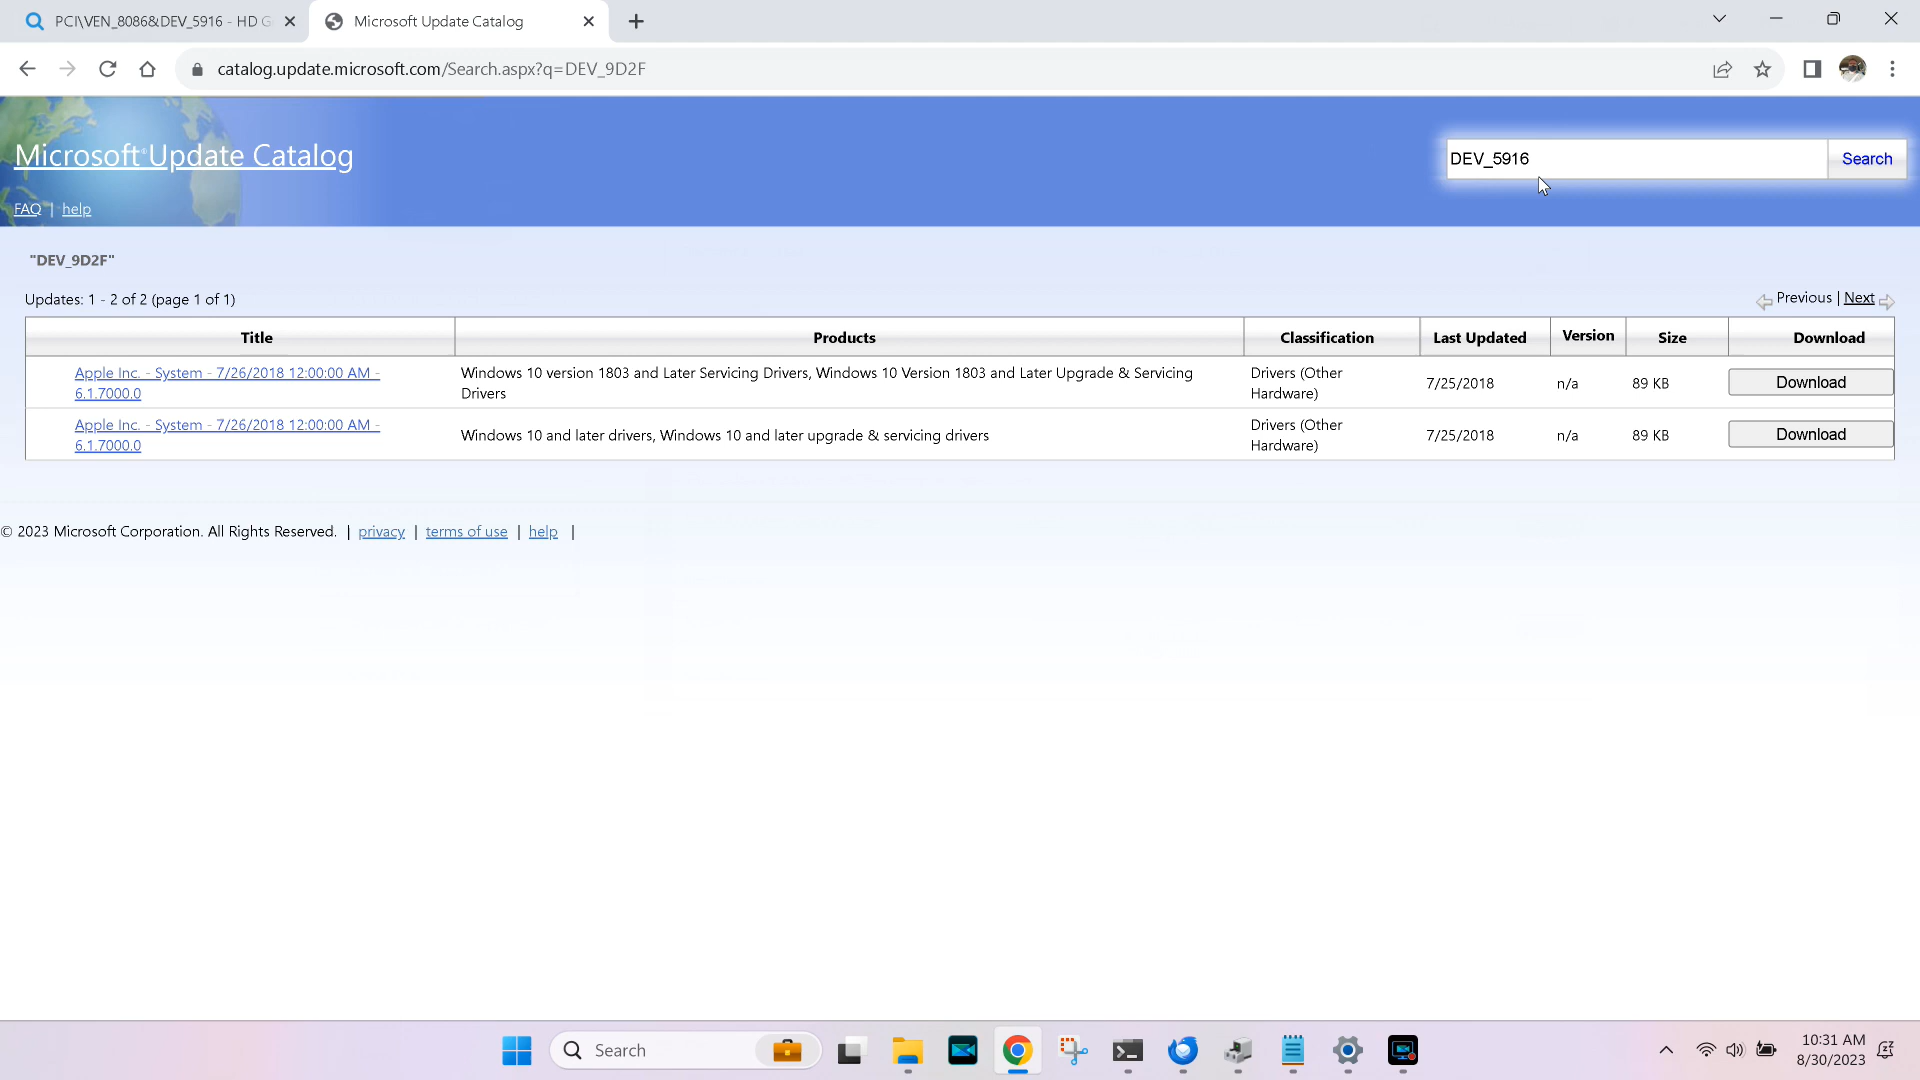 PCI\VEN_8086&DEV_5916 - HD G
Microsoft Update Catalog
catalog.update.microsoft.com/Search.aspx?q=DEV_9D2F
Microsoft®Update Catalog
DEV_5916
Search
FAQ | help
"DEV_9D2F"
Updates: 1 - 2 of 2 (page 1 of 1)
Previous | Next
Title Products Classification Last Updated Version Size Download
Apple Inc. - System - 7/26/2018 12:00:00 AM - Windows 10 version 1803 and Later Servicing Drivers, Windows 10 Version 1803 and Later Upgrade & Servicing Drivers (Other 7/25/2018 n/a 89 KB Download
6.1.7000.0 Drivers Hardware)
Apple Inc. - System - 7/26/2018 12:00:00 AM - Windows 10 and later drivers, Windows 10 and later upgrade & servicing drivers Drivers (Other 7/25/2018 n/a 89 KB Download
6.1.7000.0 Hardware)
© 2023 Microsoft Corporation. All Rights Reserved. | privacy | terms of use | help |
Search
10:31 AM
8/30/2023